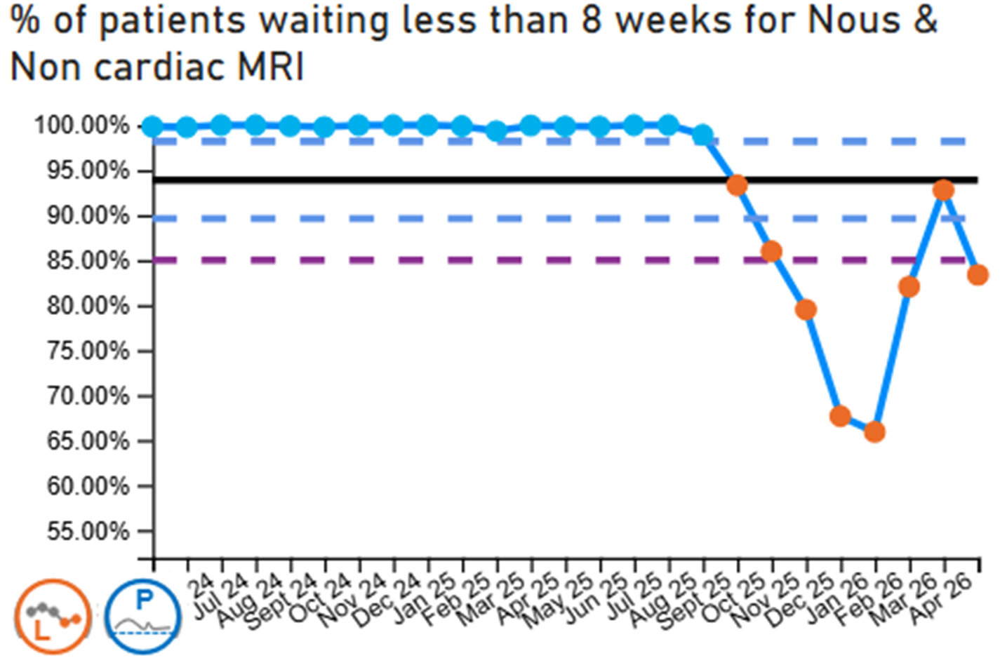 % of patients waiting less than 8 weeks for Nous &
Non cardiac MRI
100.00%
95.00%
90.00%
85.00%
80.00%
75.00%
70.00%
65.00%
60.00%
55.00%
24
Jul 24
Aug 24
Sept 24
Oct 24
Nov 24
Dec 24
Jan 25
Feb 25
Mar 25
Apr 25
May 25
Jun 25
Jul 25
Aug 25
Sept 25
Oct 25
Nov 25
Dec 25
Jan 26
Feb 26
Mar 26
Apr 26
L
P